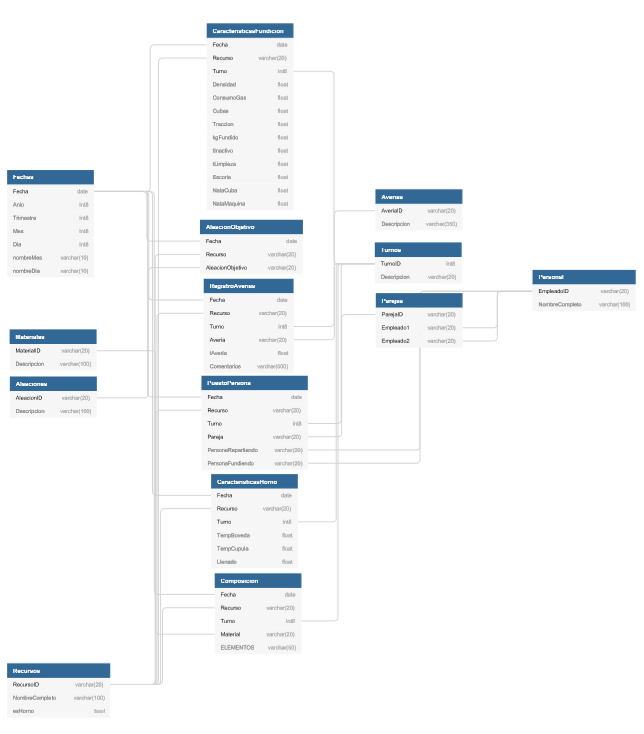 CaracteristicasFundicion
Fecha date
Recurso varchar(20)
Turno int8
Densidad float
ConsumoGas float
Cubas float
Traccion float
kgFundido float
tInactivo float
tLimpieza float
Escoria float
NataCuba float
NataMaquina float
Fechas
Fecha date
Anio int8
Trimestre int8
Mes int8
Dia int8
nombreMes varchar(10)
nombreDia varchar(10)
Averias
AveriaID varchar(20)
Descripcion varchar(250)
AleacionObjetivo
Fecha date
Recurso varchar(20)
AleacionObjetivo varchar(20)
Turnos
TurnoID int8
Descripcion varchar(20)
Personal
EmpleadoID varchar(20)
NombreCompleto varchar(100)
RegistroAverias
Fecha date
Recurso varchar(20)
Turno int8
Averia varchar(20)
tAveria float
Comentarios varchar(500)
Parejas
ParejaID varchar(20)
Empleado1 varchar(20)
Empleado2 varchar(20)
Materiales
MaterialID varchar(20)
Descripcion varchar(100)
Aleaciones
AleacionID varchar(20)
Descripcion varchar(100)
PuestoPersona
Fecha date
Recurso varchar(20)
Turno int8
Pareja varchar(20)
PersonaRepartiendo varchar(20)
PersonaFundiendo varchar(20)
CaracteristicasHorno
Fecha date
Recurso varchar(20)
Turno int8
TempBoveda float
TempCupula float
Llenado float
Composicion
Fecha date
Recurso varchar(20)
Turno int8
Material varchar(20)
ELEMENTOS varchar(50)
Recursos
RecursoID varchar(20)
NombreCompleto varchar(100)
esHorno